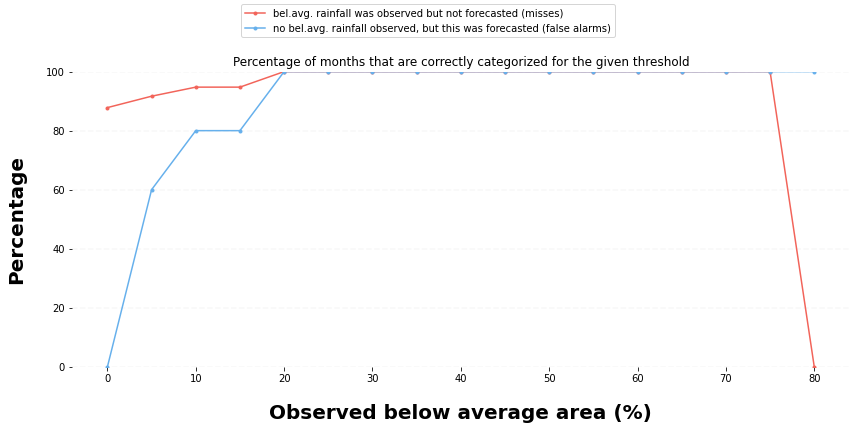 bel.avg. rainfall was observed but not forecasted (misses)
no bel.avg. rainfall observed, but this was forecasted (false alarms)
Percentage of months that are correctly categorized for the given threshold
100
80
60
40
20
0
Percentage
0 10 20 30 40 50 60 70 80
Observed below average area (%)